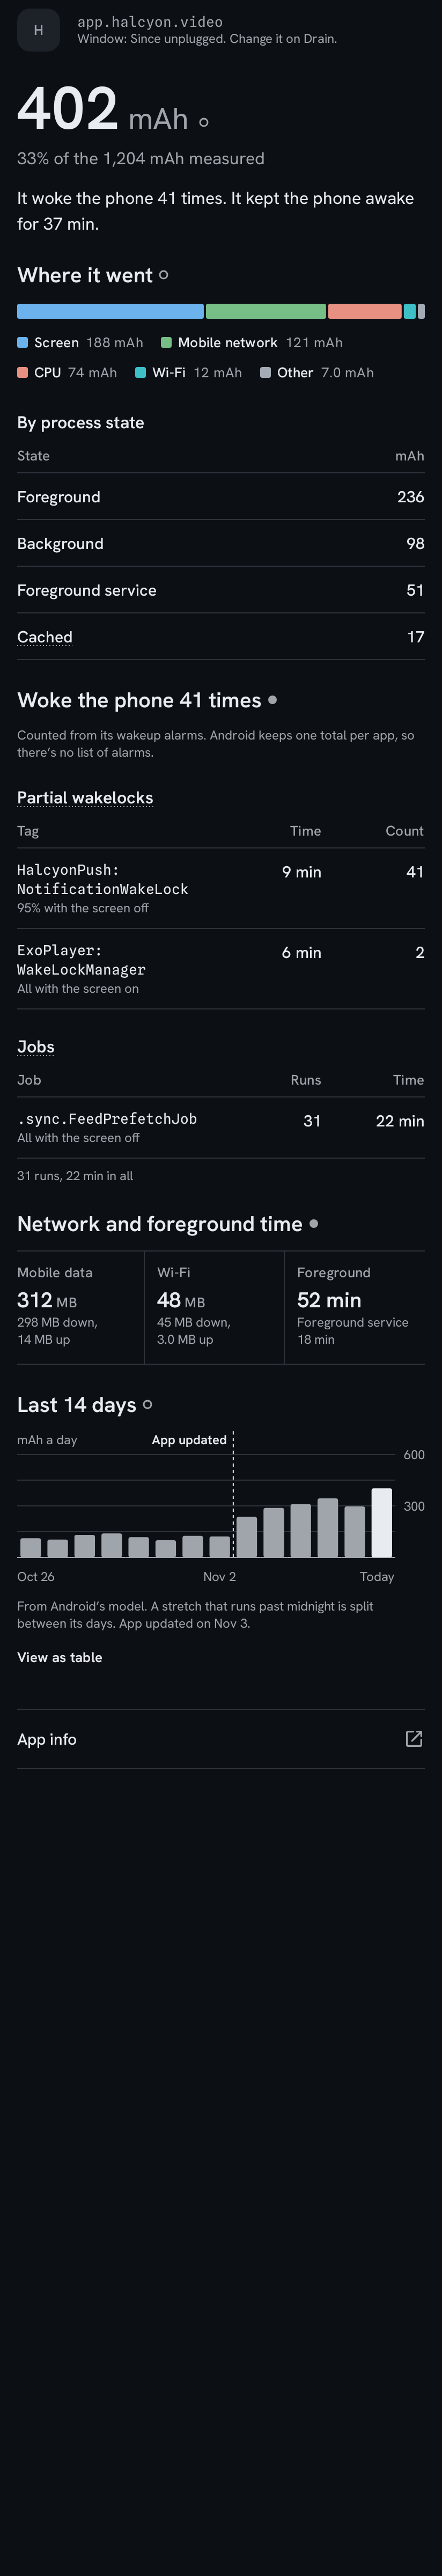 H
app.halcyon.video
Window: Since unplugged. Change it on Drain.
402 mAh
33% of the 1,204 mAh measured
It woke the phone 41 times. It kept the phone awake
for 37 min.
Where it went
Screen 188 mAh Mobile network 121 mAh
CPU 74 mAh Wi-Fi 12 mAh Other 7.0 mAh
By process state
State mAh
Foreground 236
Background 98
Foreground service 51
Cached 17
Woke the phone 41 times
Counted from its wakeup alarms. Android keeps one total per app, so
there’s no list of alarms.
Partial wakelocks
Tag Time Count
HalcyonPush: 9 min 41
NotificationWakeLock
95% with the screen off
ExoPlayer: 6 min 2
WakeLockManager
All with the screen on
Jobs
Job Runs Time
.sync.FeedPrefetchJob 31 22 min
All with the screen off
31 runs, 22 min in all
Network and foreground time
Mobile data Wi-Fi Foreground
312 MB 48 MB 52 min
298 MB down, 45 MB down, Foreground service
14 MB up 3.0 MB up 18 min
Last 14 days
mAh a day App updated
600
300
Oct 26 Nov 2 Today
From Android’s model. A stretch that runs past midnight is split
between its days. App updated on Nov 3.
View as table
App info